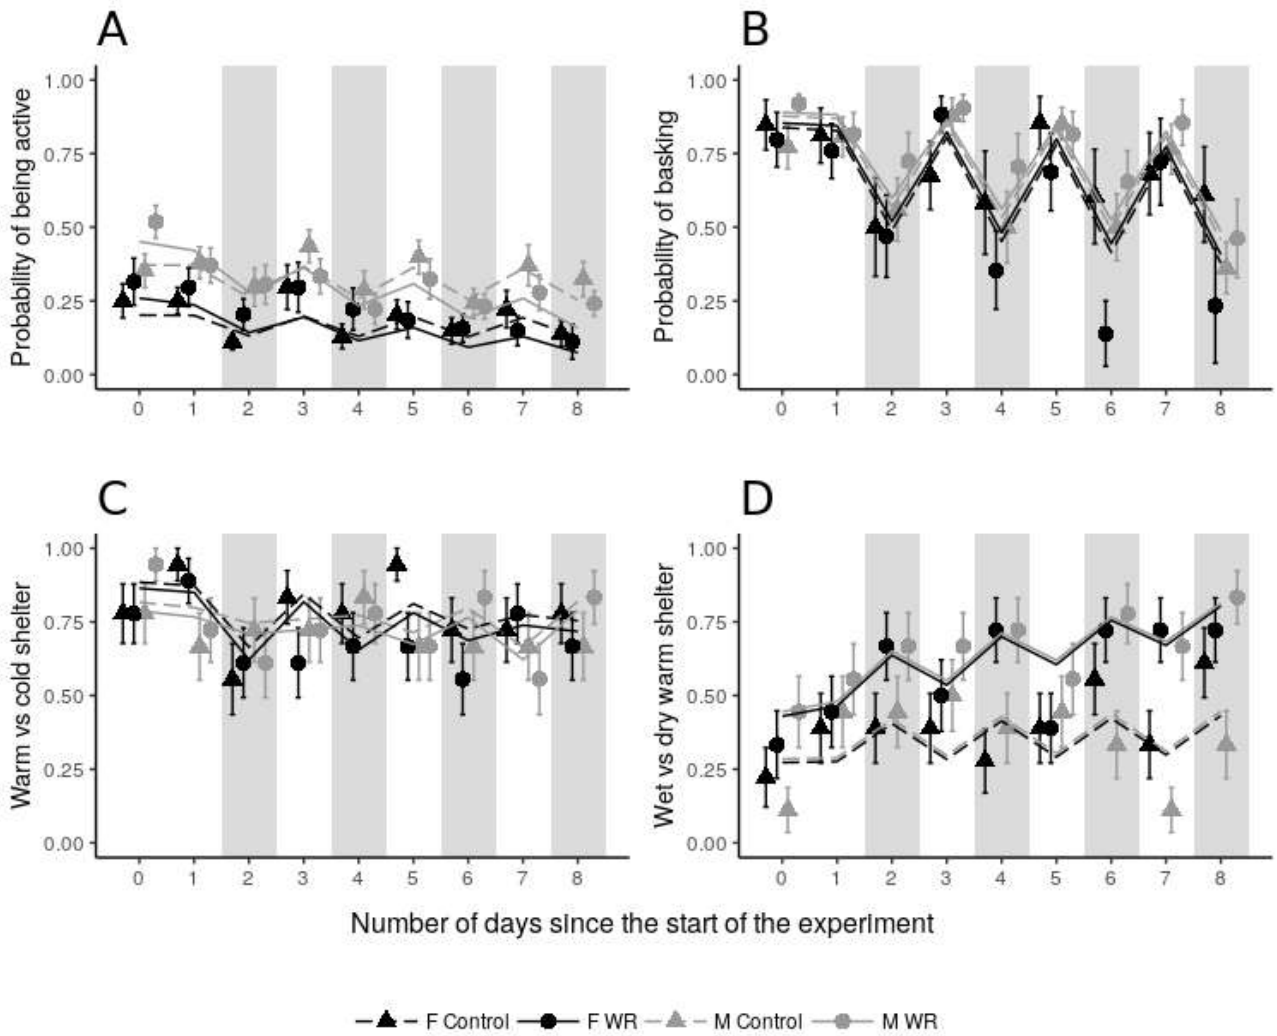 A
B
Probability of being active
1.00
0.75
0.50
0.25
0.00
0 1 2 3 4 5 6 7 8
Probability of basking
1.00
0.75
0.50
0.25
0.00
0 1 2 3 4 5 6 7 8
C
D
Warm vs cold shelter
1.00
0.75
0.50
0.25
0.00
0 1 2 3 4 5 6 7 8
Wet vs dry warm shelter
1.00
0.75
0.50
0.25
0.00
0 1 2 3 4 5 6 7 8
Number of days since the start of the experiment
F Control F WR M Control M WR